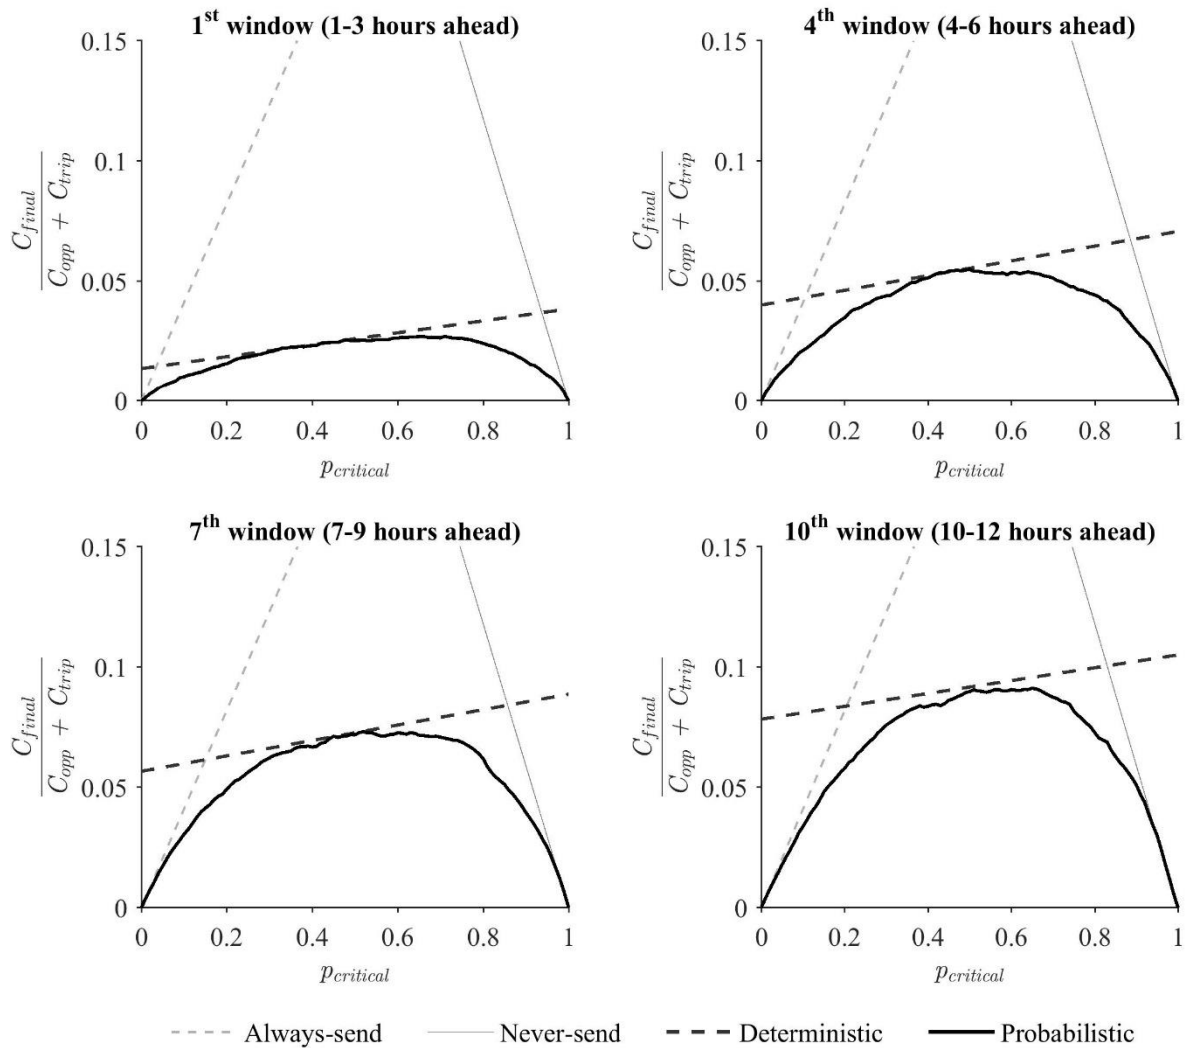 1st window (1-3 hours ahead)
0.15
0.1
0.05
0
C_final
C_opp + C_trip
0 0.2 0.4 0.6 0.8 1
p_critical
4th window (4-6 hours ahead)
0.15
0.1
0.05
0
C_final
C_opp + C_trip
0 0.2 0.4 0.6 0.8 1
p_critical
7th window (7-9 hours ahead)
0.15
0.1
0.05
0
C_final
C_opp + C_trip
0 0.2 0.4 0.6 0.8 1
p_critical
10th window (10-12 hours ahead)
0.15
0.1
0.05
0
C_final
C_opp + C_trip
0 0.2 0.4 0.6 0.8 1
p_critical
Always-send Never-send Deterministic Probabilistic